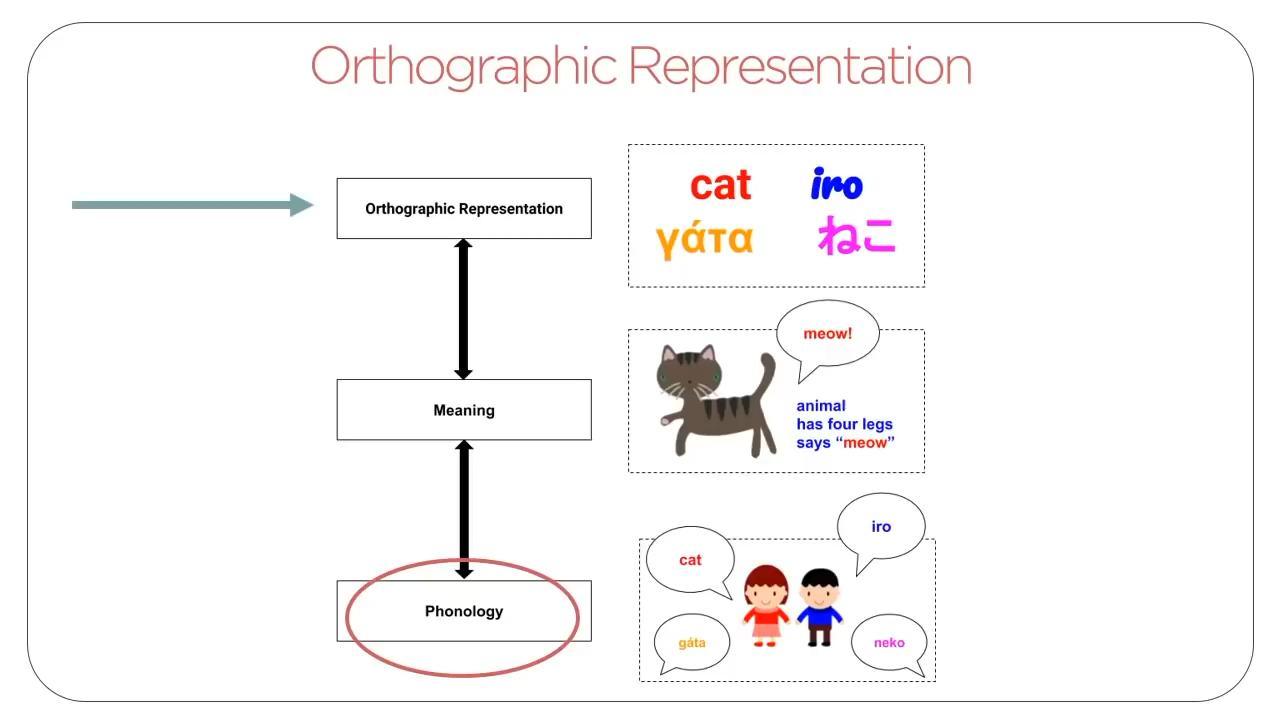 Orthographic Representation
Orthographic Representation
cat iro
γάτα ねこ
meow!
Meaning
animal
has four legs
says “meow”
iro
cat
Phonology
gáta
neko